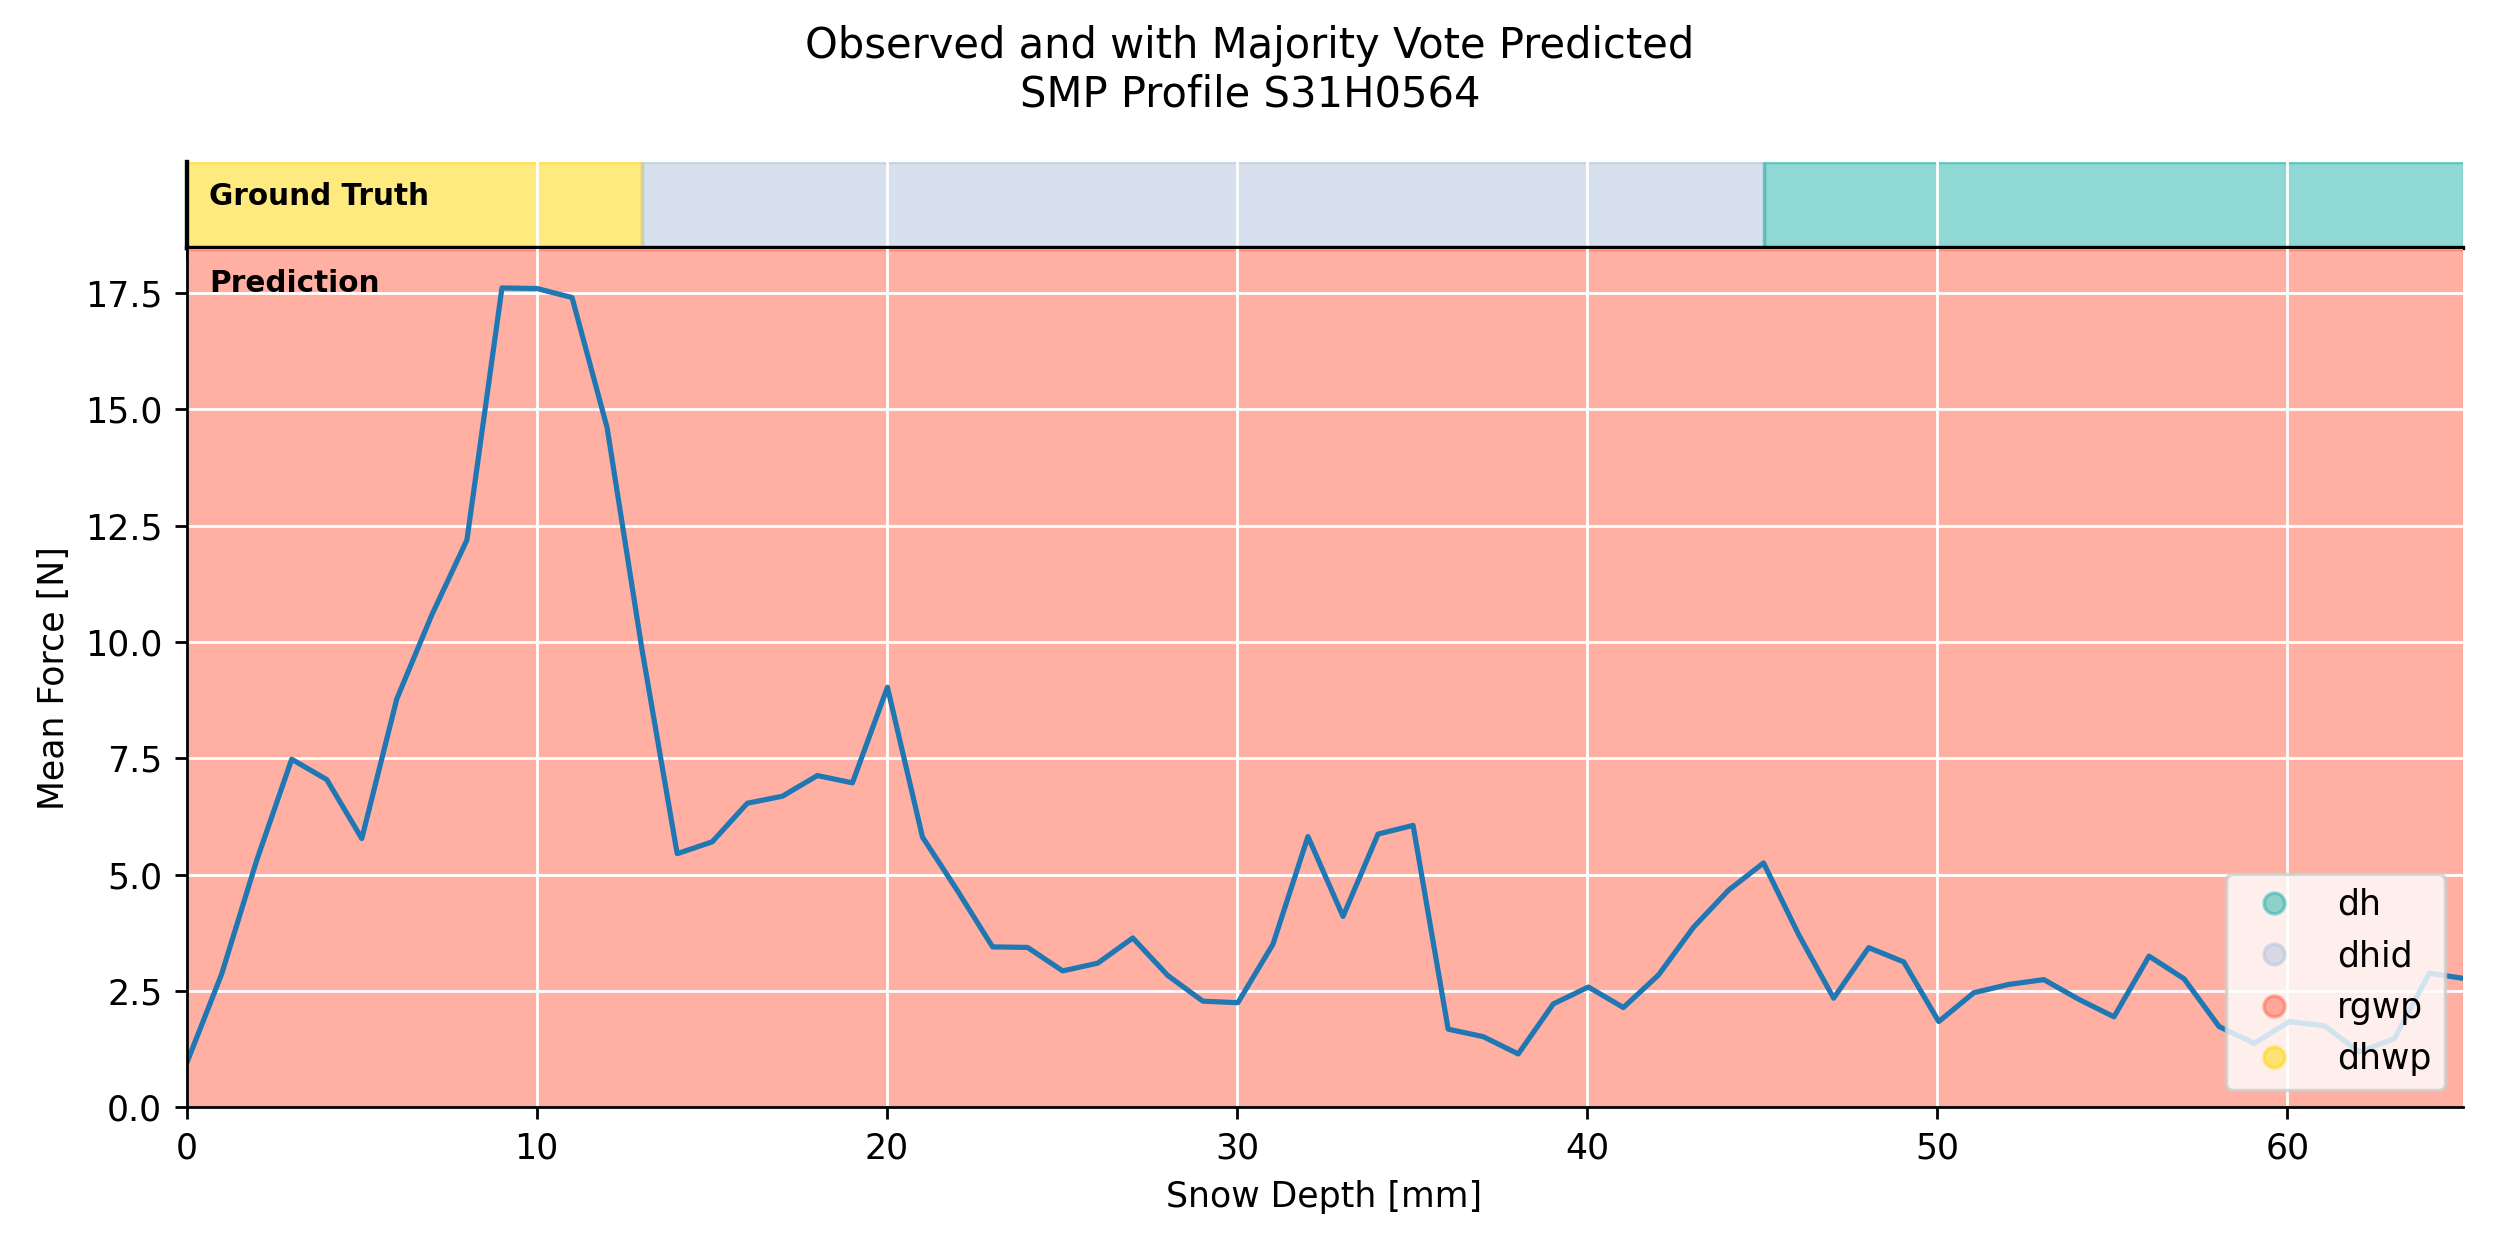 Observed and with Majority Vote Predicted
SMP Profile S31H0564
Ground Truth
Prediction
17.5
15.0
12.5
10.0
7.5
5.0
2.5
0.0
Mean Force [N]
0 10 20 30 40 50 60
Snow Depth [mm]
dh
dhid
rgwp
dhwp